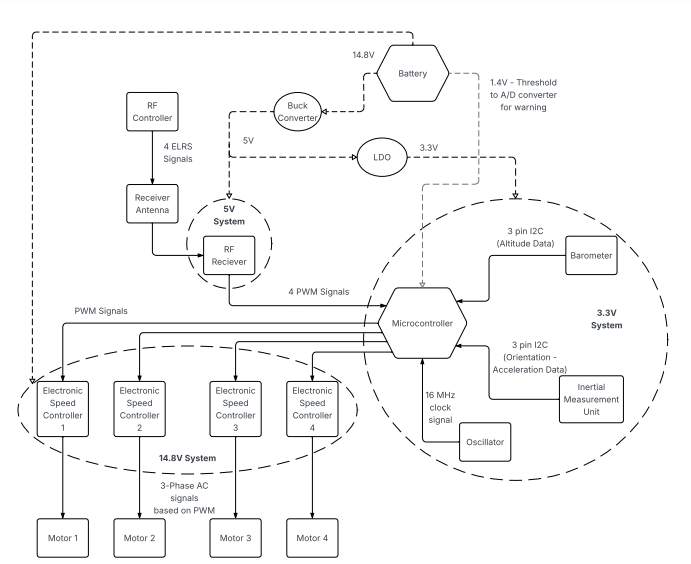 14.8V
Battery
1.4V - Threshold
to A/D converter
for warning
Buck
Converter
RF
Controller
4 ELRS
Signals
5V
LDO
3.3V
Receiver
Antenna
5V
System
RF
Reciever
3 pin I2C
(Altitude Data)
Barometer
4 PWM Signals
PWM Signals
Microcontroller
3.3V
System
3 pin I2C
(Orientation -
Acceleration Data)
Inertial
Measurement
Unit
16 MHz
clock
signal
Oscillator
Electronic
Speed
Controller
1
Electronic
Speed
Controller
2
Electronic
Speed
Controller
3
Electronic
Speed
Controller
4
14.8V System
3-Phase AC
signals
based on PWM
Motor 1
Motor 2
Motor 3
Motor 4